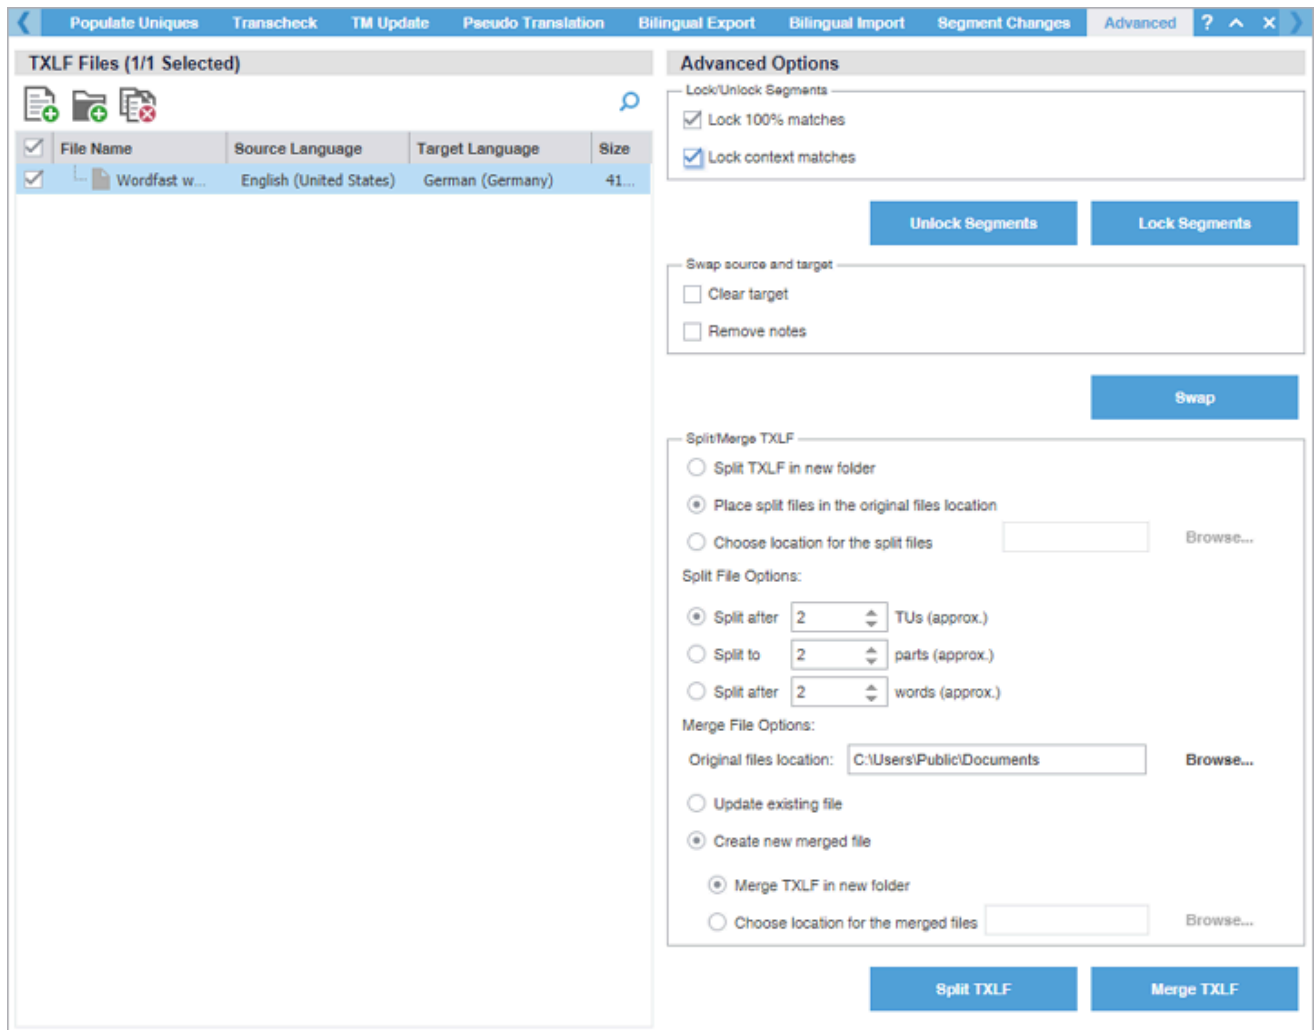 Populate Uniques Transcheck TM Update Pseudo Translation Bilingual Export Bilingual Import Segment Changes Advanced ?
TXLF Files (1/1 Selected)
File Name Source Language Target Language Size
Wordfast w... English (United States) German (Germany) 41...
Advanced Options
Lock/Unlock Segments
Lock 100% matches
Lock context matches
Unlock Segments Lock Segments
Swap source and target
Clear target
Remove notes
Swap
Split/Merge TXLF
Split TXLF in new folder
Place split files in the original files location
Choose location for the split files Browse...
Split File Options:
Split after 2 TUs (approx.)
Split to 2 parts (approx.)
Split after 2 words (approx.)
Merge File Options:
Original files location: C:\Users\Public\Documents Browse...
Update existing file
Create new merged file
Merge TXLF in new folder
Choose location for the merged files Browse...
Split TXLF Merge TXLF